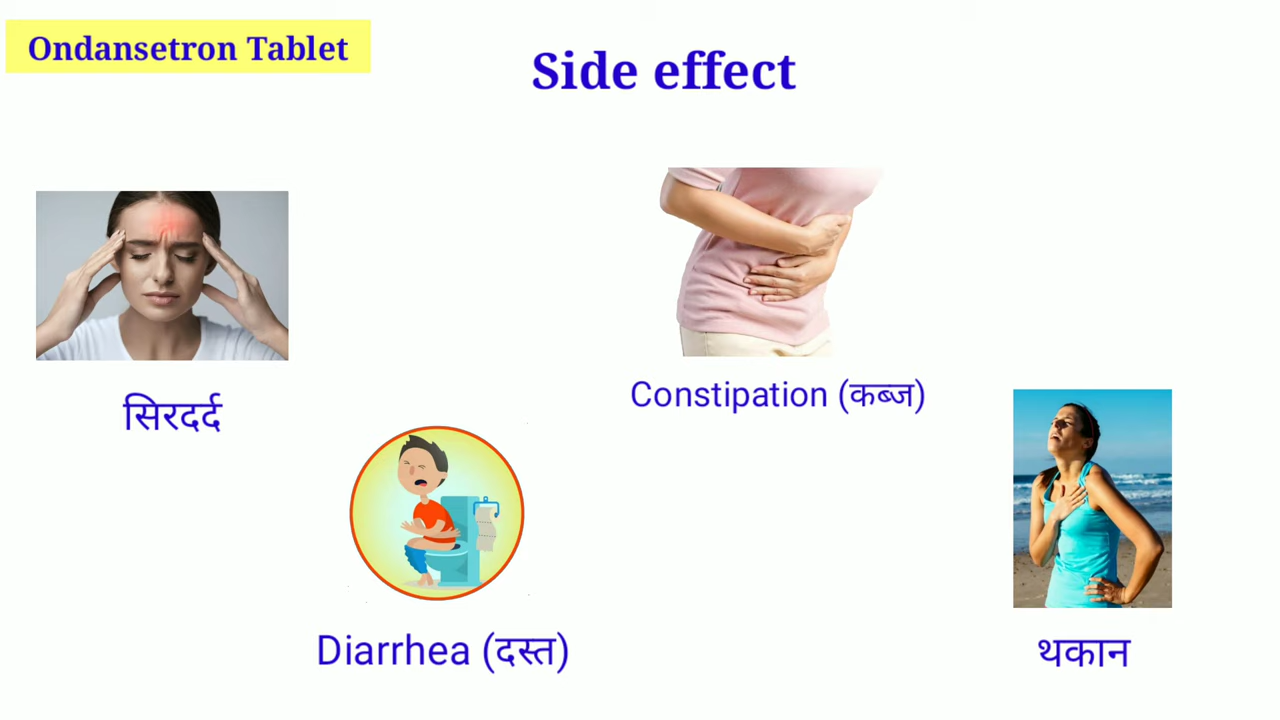 Ondansetron Tablet
Side effect
सिरदर्द
Constipation (कब्ज)
Diarrhea (दस्त)
थकान